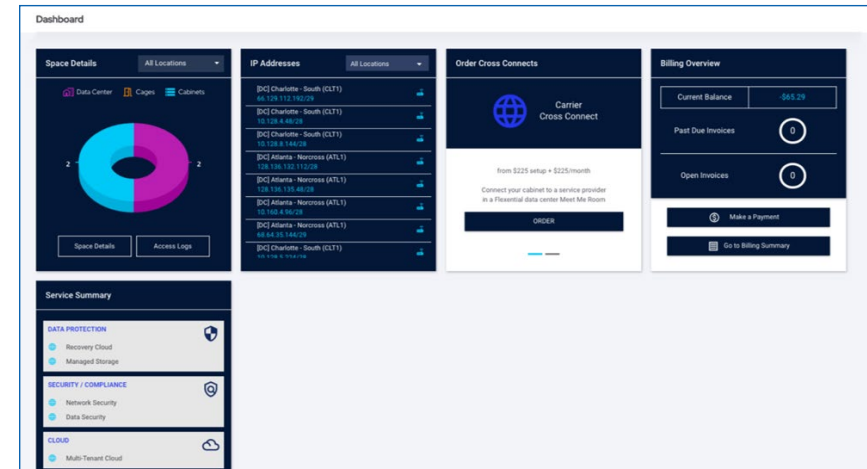 Dashboard
Space Details
All Locations
Data Center
Cages
Cabinets
2
2
Space Details
Access Logs
IP Addresses
All Locations
[DC] Charlotte - South (CLT1)
66.129.112.192/29
[DC] Charlotte - South (CLT1)
10.128.4.48/28
[DC] Charlotte - South (CLT1)
10.128.8.144/28
[DC] Atlanta - Norcross (ATL1)
128.136.132.112/28
[DC] Atlanta - Norcross (ATL1)
128.136.135.48/28
[DC] Atlanta - Norcross (ATL1)
10.160.4.96/28
[DC] Atlanta - Norcross (ATL1)
68.64.35.144/29
[DC] Charlotte - South (CLT1)
Order Cross Connects
Carrier
Cross Connect
from $225 setup + $225/month
Connect your cabinet to a service provider
in a Flexential data center Meet Me Room
ORDER
Billing Overview
Current Balance
-$65.29
Past Due Invoices
0
Open Invoices
0
Make a Payment
Go to Billing Summary
Service Summary
DATA PROTECTION
Recovery Cloud
Managed Storage
SECURITY / COMPLIANCE
Network Security
Data Security
CLOUD
Multi-Tenant Cloud